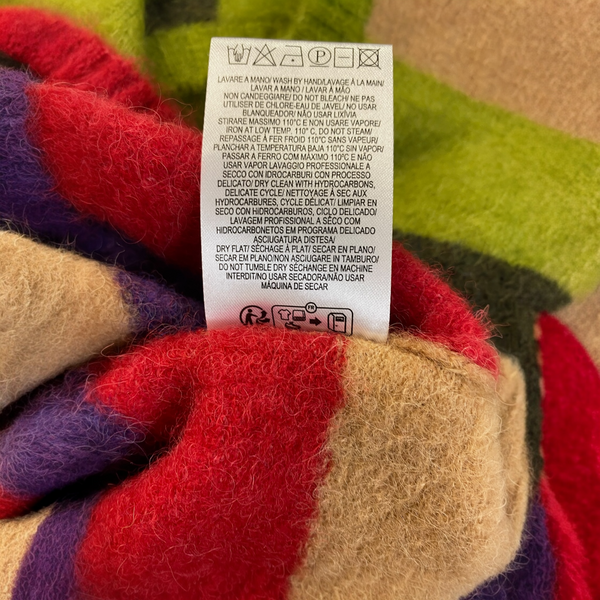 P
LAVARE A MANO/ WASH BY HAND/LAVAGE À LA MAIN/
LAVAR A MANO / LAVAR À MÃO
NON CANDEGGIARE/ DO NOT BLEACH/ NE PAS
UTILISER DE CHLORE-EAU DE JAVEL/ NO USAR
BLANQUEADOR/ NÃO USAR LIXÍVIA
STIRARE MASSIMO 110°C E NON USARE VAPORE/
IRON AT LOW TEMP. 110° C, DO NOT STEAM/
REPASSAGE À FER FROID 110°C SANS VAPEUR/
PLANCHAR A TEMPERATURA BAJA 110°C SIN VAPOR/
PASSAR A FERRO COM MÁXIMO 110°C E NÃO
USAR VAPOR LAVAGGIO PROFESSIONALE A
SECCO CON IDROCARBURI CON PROCESSO
DELICATO/ DRY CLEAN WITH HYDROCARBONS,
DELICATE CYCLE/ NETTOYAGE À SEC AUX
HYDROCARBURES, CYCLE DÉLICAT/ LIMPIAR EN
SECO CON HIDROCARBUROS, CICLO DELICADO/
LAVAGEM PROFISSIONAL A SÊCO COM
HIDROCARBONETOS EM PROGRAMA DELICADO
ASCIUGATURA DISTESA/
DRY FLAT/ SÉCHAGE À PLAT/ SECAR EN PLANO/
SECAR EM PLANO/NON ASCIUGARE IN TAMBURO/
DO NOT TUMBLE DRY SÉCHANGE EN MACHINE
INTERDIT/NO USAR SECADORA/NÃO USAR
MÁQUINA DE SECAR
FR